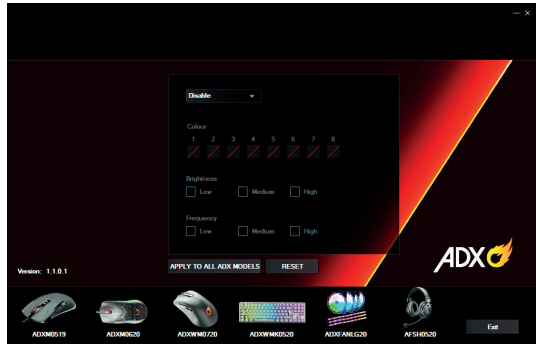 Disable
Colour
1 2 3 4 5 6 7 8
Brightness
Low Medium High
Frequency
Low Medium High
APPLY TO ALL ADX MODELS RESET
Version: 1.1.0.1
ADX
ADXM0519 ADXM0620 ADXWM0720 ADXWMK0520 ADXFANLG20 AFSH0520 Exit